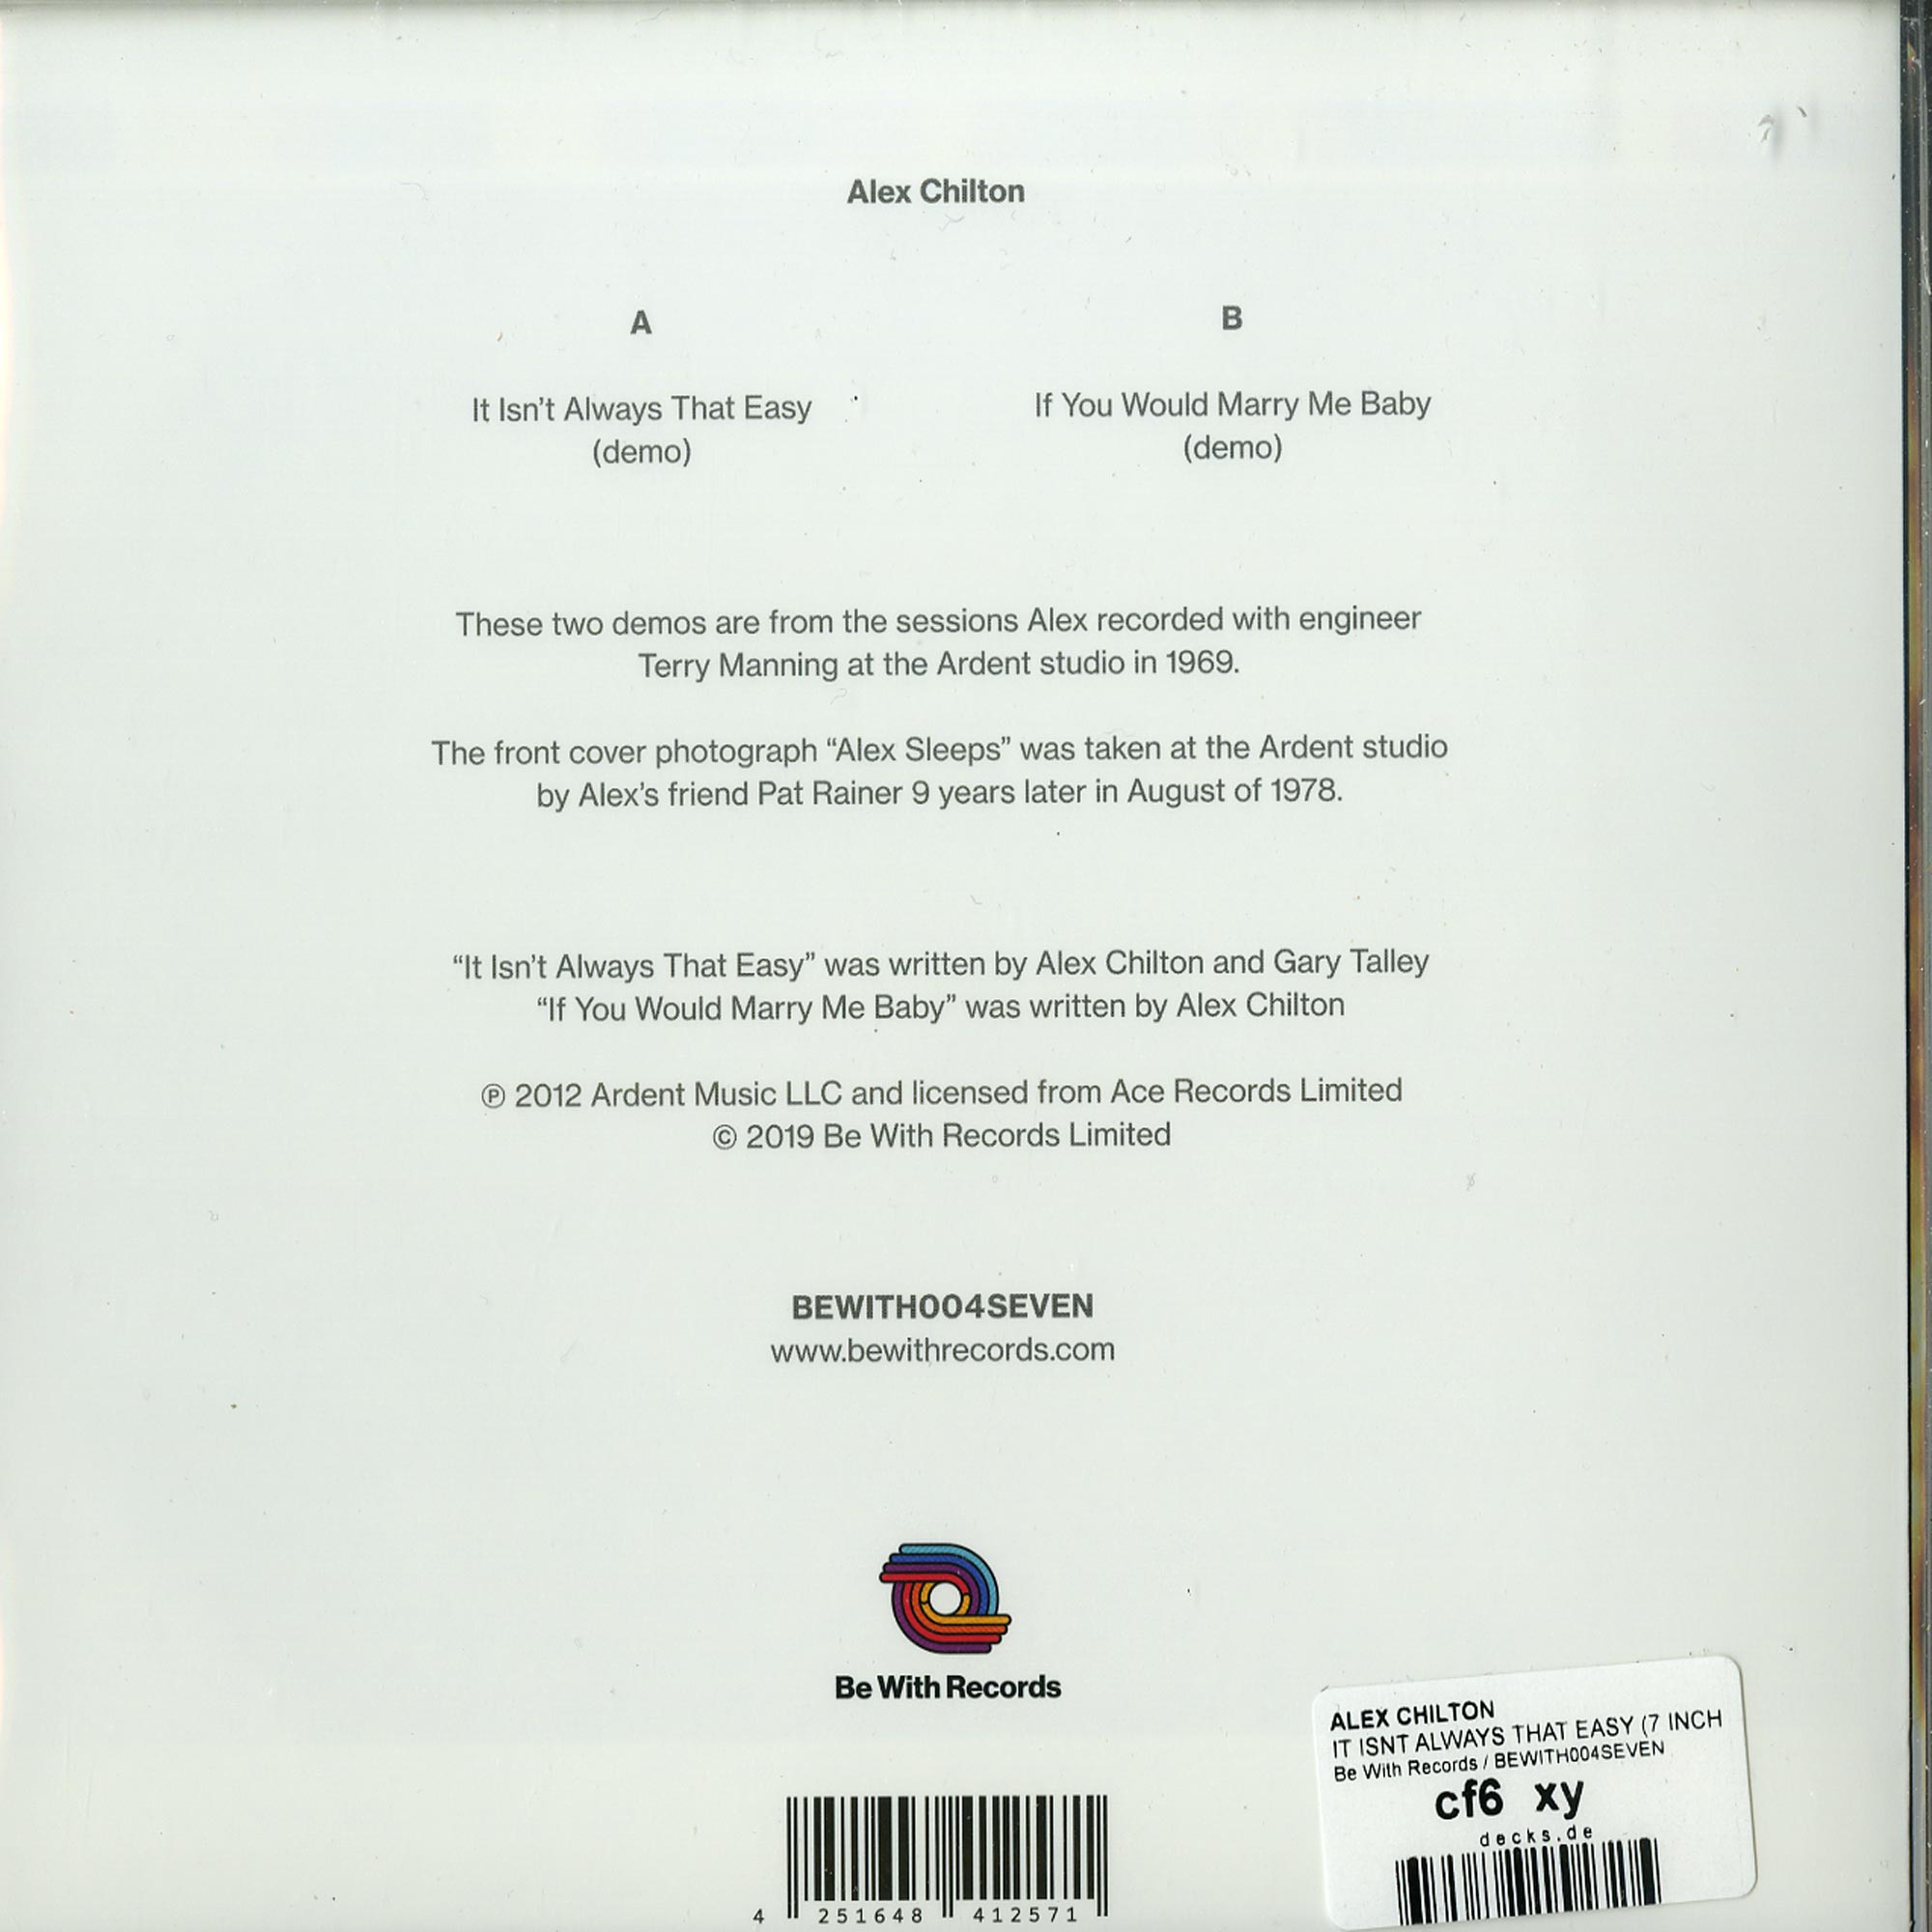 Alex Chilton
A
It Isn’t Always That Easy
(demo)
B
If You Would Marry Me Baby
(demo)
These two demos are from the sessions Alex recorded with engineer
Terry Manning at the Ardent studio in 1969.
The front cover photograph “Alex Sleeps” was taken at the Ardent studio
by Alex’s friend Pat Rainer 9 years later in August of 1978.
“It Isn’t Always That Easy” was written by Alex Chilton and Gary Talley
“If You Would Marry Me Baby” was written by Alex Chilton
℗ 2012 Ardent Music LLC and licensed from Ace Records Limited
© 2019 Be With Records Limited
BEWITH004SEVEN
www.bewithrecords.com
Be With Records
4 251648 412571
ALEX CHILTON
IT ISNT ALWAYS THAT EASY (7 INCH
Be With Records / BEWITH004SEVEN
cf6 xy
decks.de